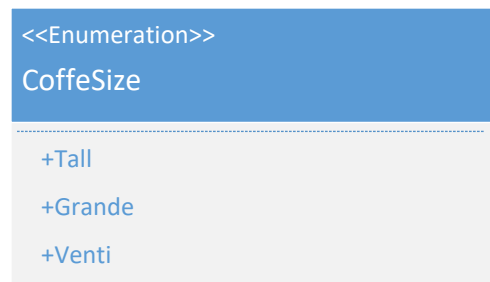 <<Enumeration>>
CoffeSize
+Tall
+Grande
+Venti